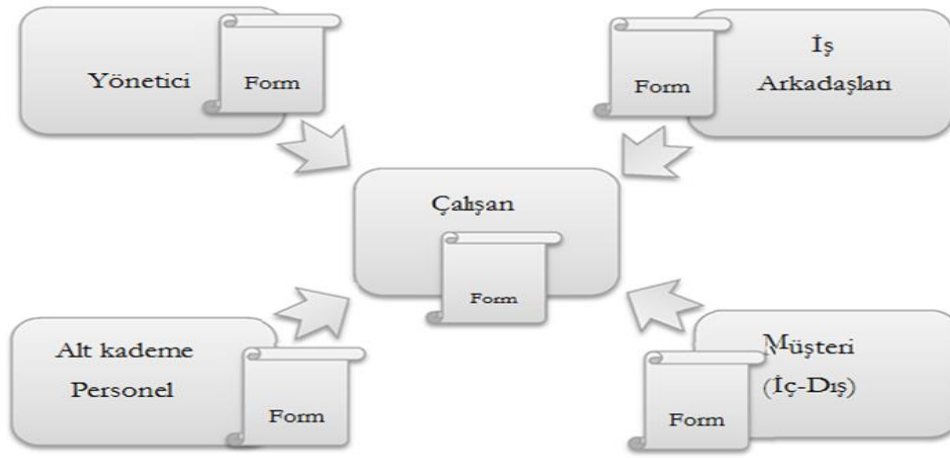 Yönetici
Form
İş
Arkadaşları
Form
Çalışan
Form
Alt kademe
Personel
Form
Müşteri
(İç-Dış)
Form